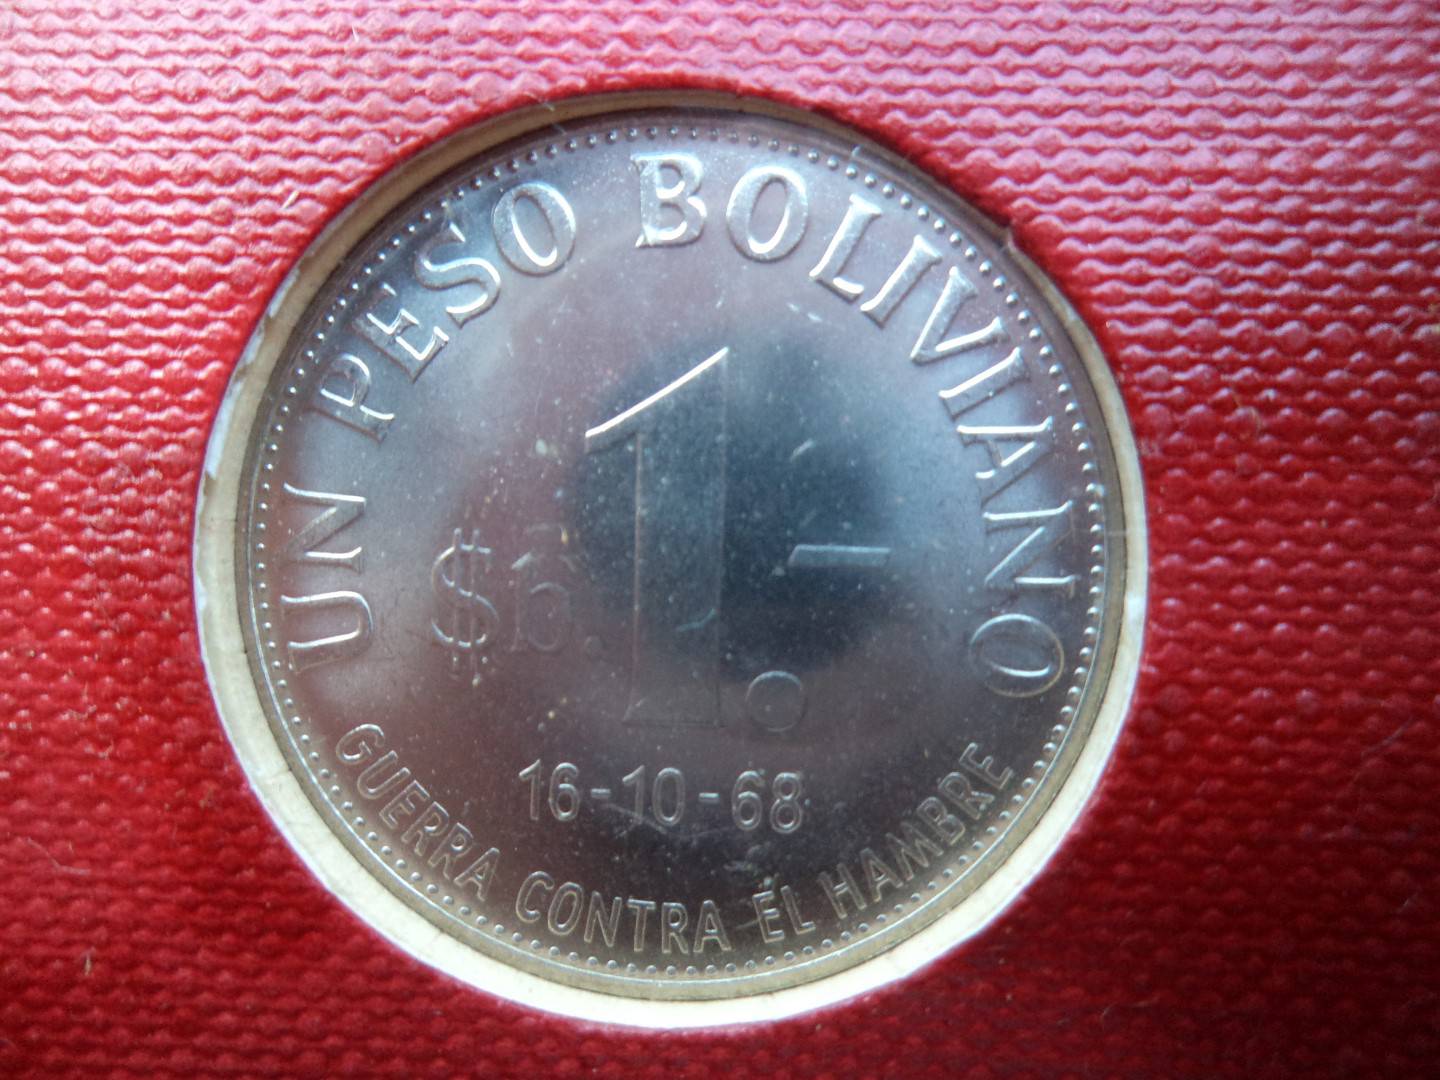 UN PESO BOLIVIANO
$b. 1.-
16-10-68
GUERRA CONTRA EL HAMBRE